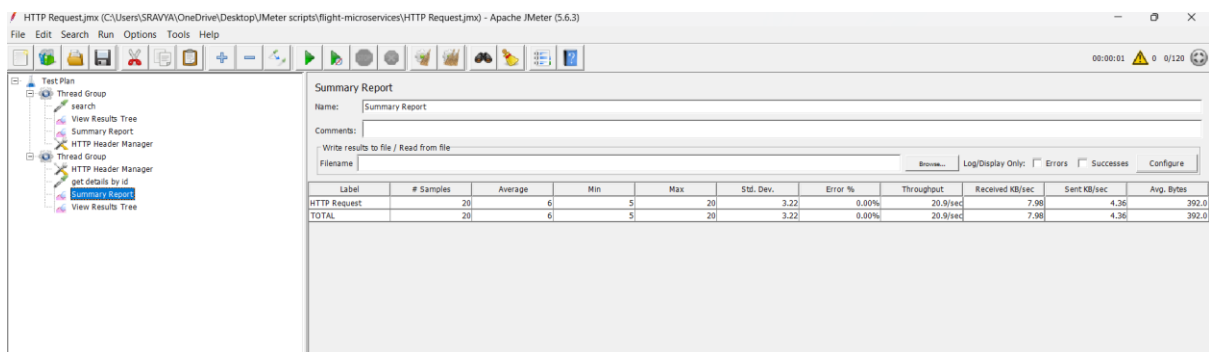 HTTP Request.jmx (C:\Users\SRAVYA\OneDrive\Desktop\JMeter scripts\flight-microservices\HTTP Request.jmx) - Apache JMeter (5.6.3)
File Edit Search Run Options Tools Help
00:00:01 0 0/120
Test Plan
Thread Group
search
View Results Tree
Summary Report
HTTP Header Manager
Thread Group
HTTP Header Manager
get details by id
Summary Report
View Results Tree
Summary Report
Name: Summary Report
Comments:
Write results to file / Read from file
Filename Browse... Log/Display Only: Errors Successes Configure
Label # Samples Average Min Max Std. Dev. Error % Throughput Received KB/sec Sent KB/sec Avg. Bytes
HTTP Request 20 6 5 20 3.22 0.00% 20.9/sec 7.98 4.36 392.0
TOTAL 20 6 5 20 3.22 0.00% 20.9/sec 7.98 4.36 392.0